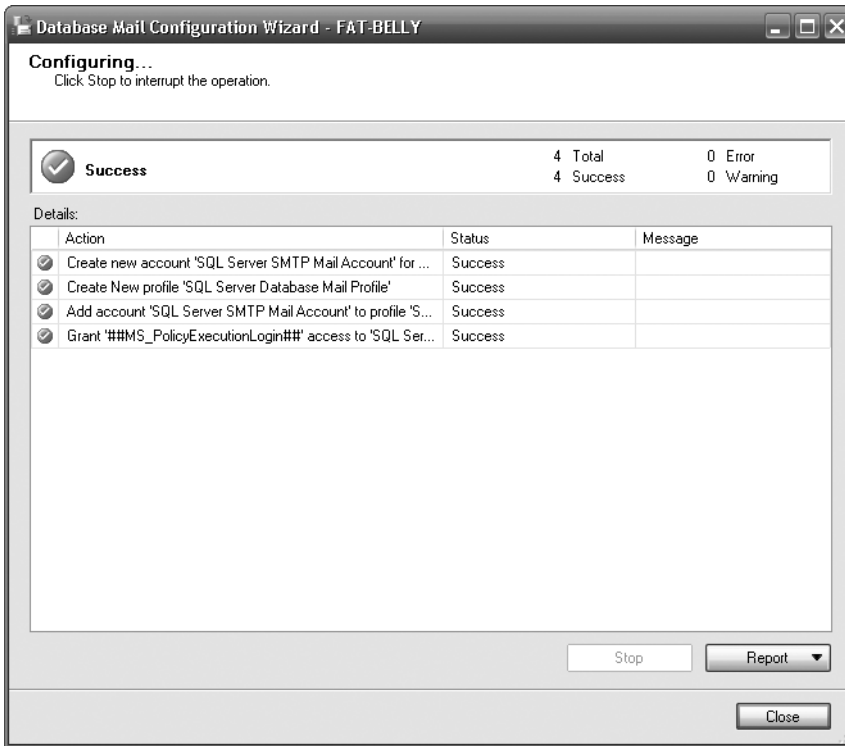 Database Mail Configuration Wizard - FAT-BELLY
Configuring...
Click Stop to interrupt the operation.
Success
4 Total 0 Error
4 Success 0 Warning
Details:
Action Status Message
Create new account 'SQL Server SMTP Mail Account' for ... Success
Create New profile 'SQL Server Database Mail Profile' Success
Add account 'SQL Server SMTP Mail Account' to profile 'S... Success
Grant '##MS_PolicyExecutionLogin##' access to 'SQL Ser... Success
Stop Report
Close